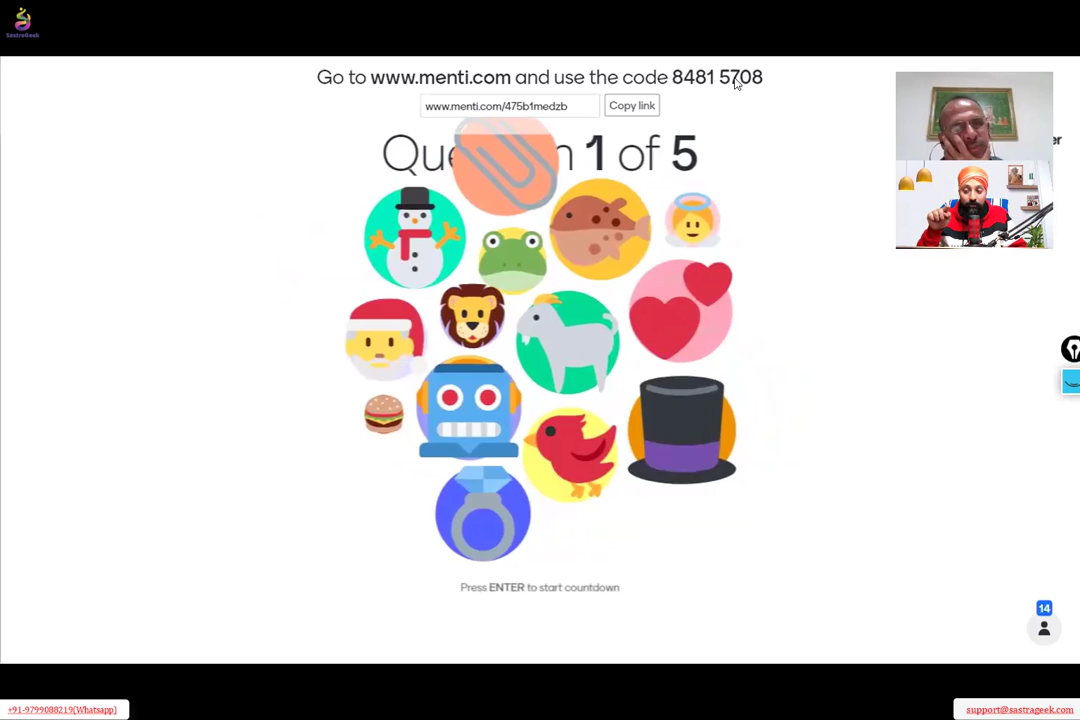 SastraGeek
Go to www.menti.com and use the code 8481 5708
www.menti.com/475b1medzb
Copy link
1 of 5
Press ENTER to start countdown
14
+91-9799088219(Whatsapp)
support@sastrageek.com